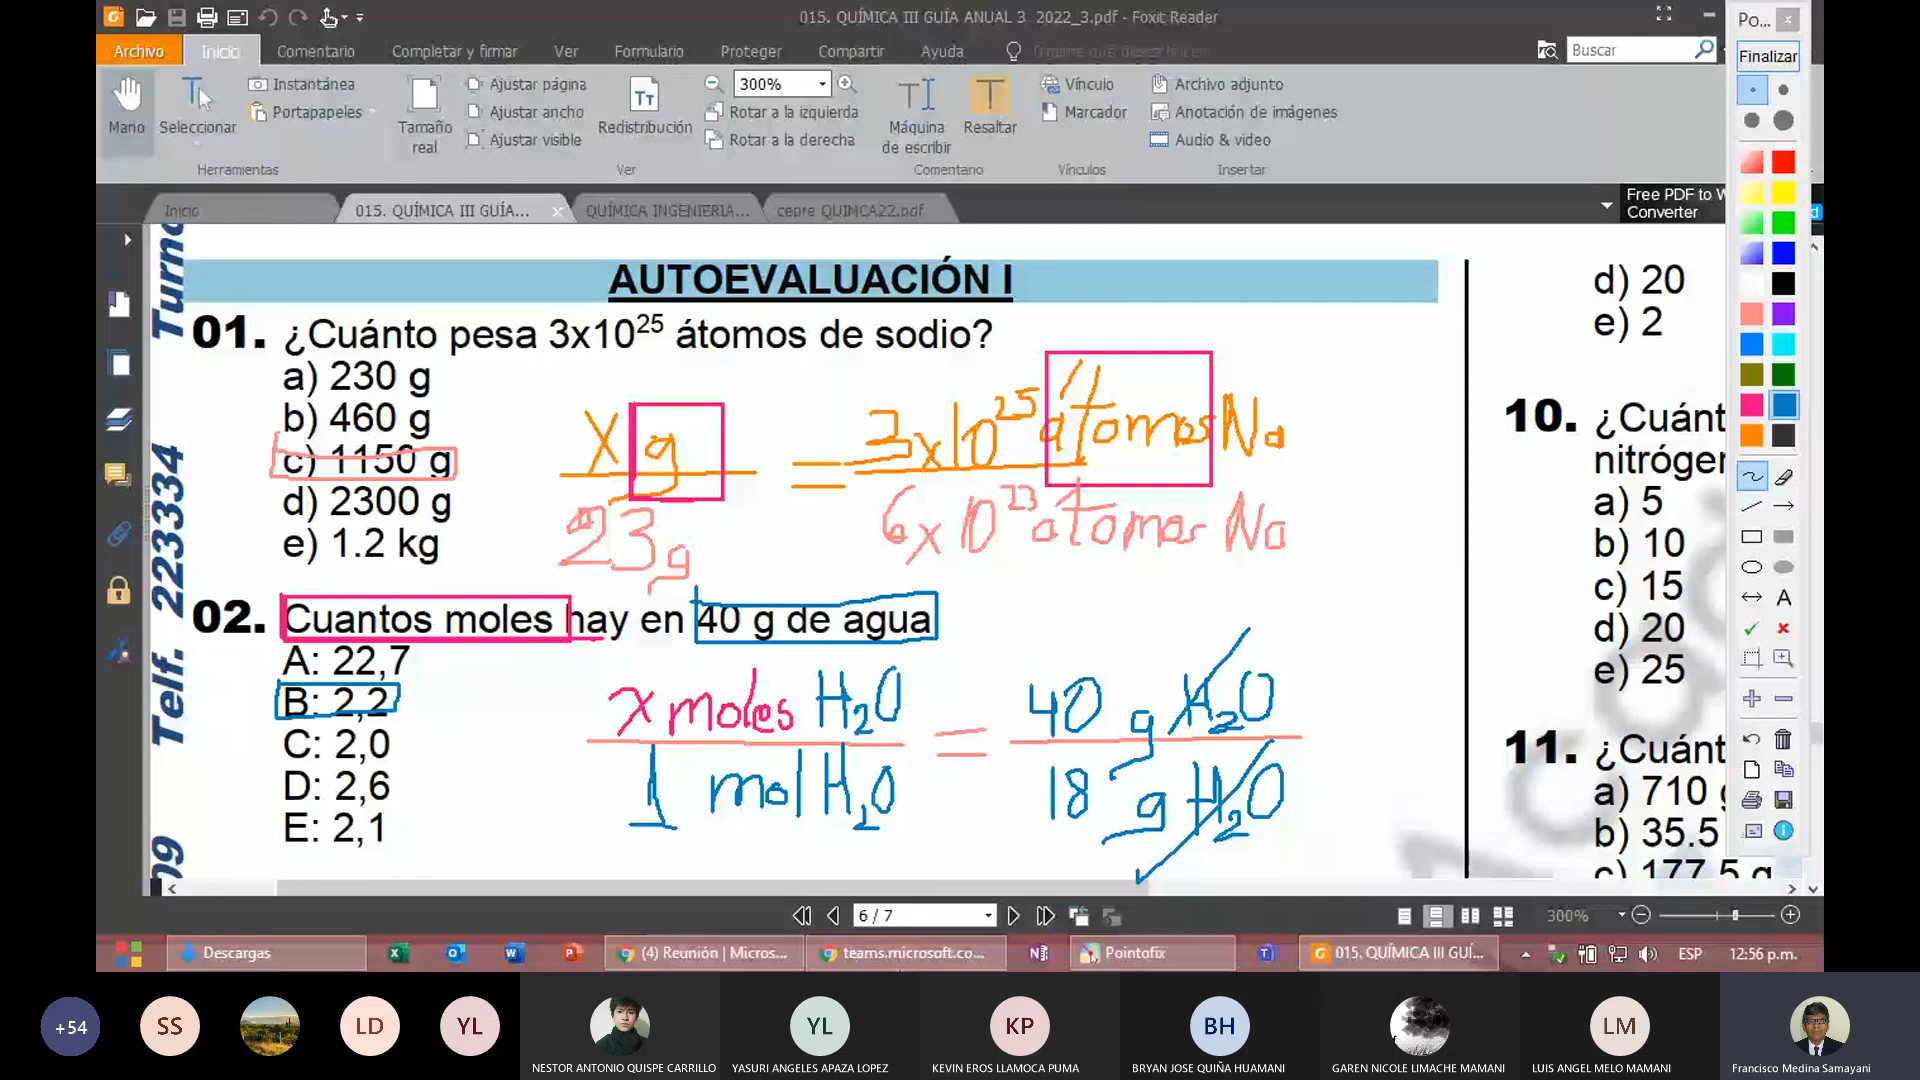 015. QUÍMICA III GUÍA ANUAL 3 2022_3.pdf - Foxit Reader
Archivo Inicio Comentario Completar y firmar Ver Formulario Proteger Compartir Ayuda
Buscar
Mano
Seleccionar
Instantánea
Portapapeles
Herramientas
Tamaño real
Ajustar página
Ajustar ancho
Ajustar visible
Redistribución
300%
Rotar a la izquierda
Rotar a la derecha
Ver
Máquina de escribir
Resaltar
Comentario
Vínculo
Marcador
Vínculos
Archivo adjunto
Anotación de imágenes
Audio & video
Insertar
Po...
Finalizar
Inicio
015. QUÍMICA III GUÍA...
QUÍMICA INGENIERIA...
cepre QUIMCA22.pdf
Free PDF to W
Converter
Turno
Telf. 223334
09
AUTOEVALUACIÓN I
01. ¿Cuánto pesa 3x10²⁵ átomos de sodio?
a) 230 g
b) 460 g
c) 1150 g
d) 2300 g
e) 1.2 kg
x g = 3x10²⁵ átomos Na
23 g 6x10²³ átomos Na
02. Cuantos moles hay en 40 g de agua
A: 22,7
B: 2,2
C: 2,0
D: 2,6
E: 2,1
x moles H₂O = 40 g H₂O
1 mol H₂O 18 g H₂O
d) 20
e) 2
10. ¿Cuánt
nitróger
a) 5
b) 10
c) 15
d) 20
e) 25
11. ¿Cuánt
a) 710 g
b) 35.5
c) 177.5 g
6 / 7
300%
Descargas
(4) Reunión | Micros...
teams.microsoft.co...
Pointofix
015. QUÍMICA III GUÍ...
ESP
12:56 p.m.
+54
SS
LD
YL
NESTOR ANTONIO QUISPE CARRILLO
YL
YASURI ANGELES APAZA LOPEZ
KP
KEVIN EROS LLAMOCA PUMA
BH
BRYAN JOSE QUIÑA HUAMANI
GAREN NICOLE LIMACHE MAMANI
LM
LUIS ANGEL MELO MAMANI
Francisco Medina Samayani